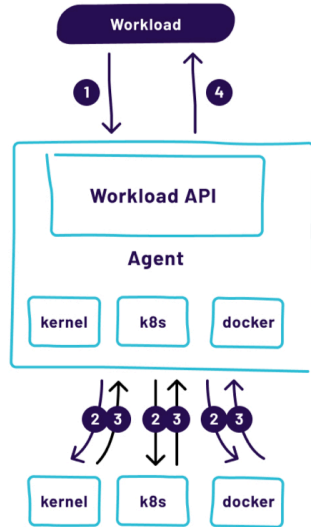 Workload
1 4
Workload API
Agent
kernel k8s docker
2 3 2 3 2 3
kernel k8s docker